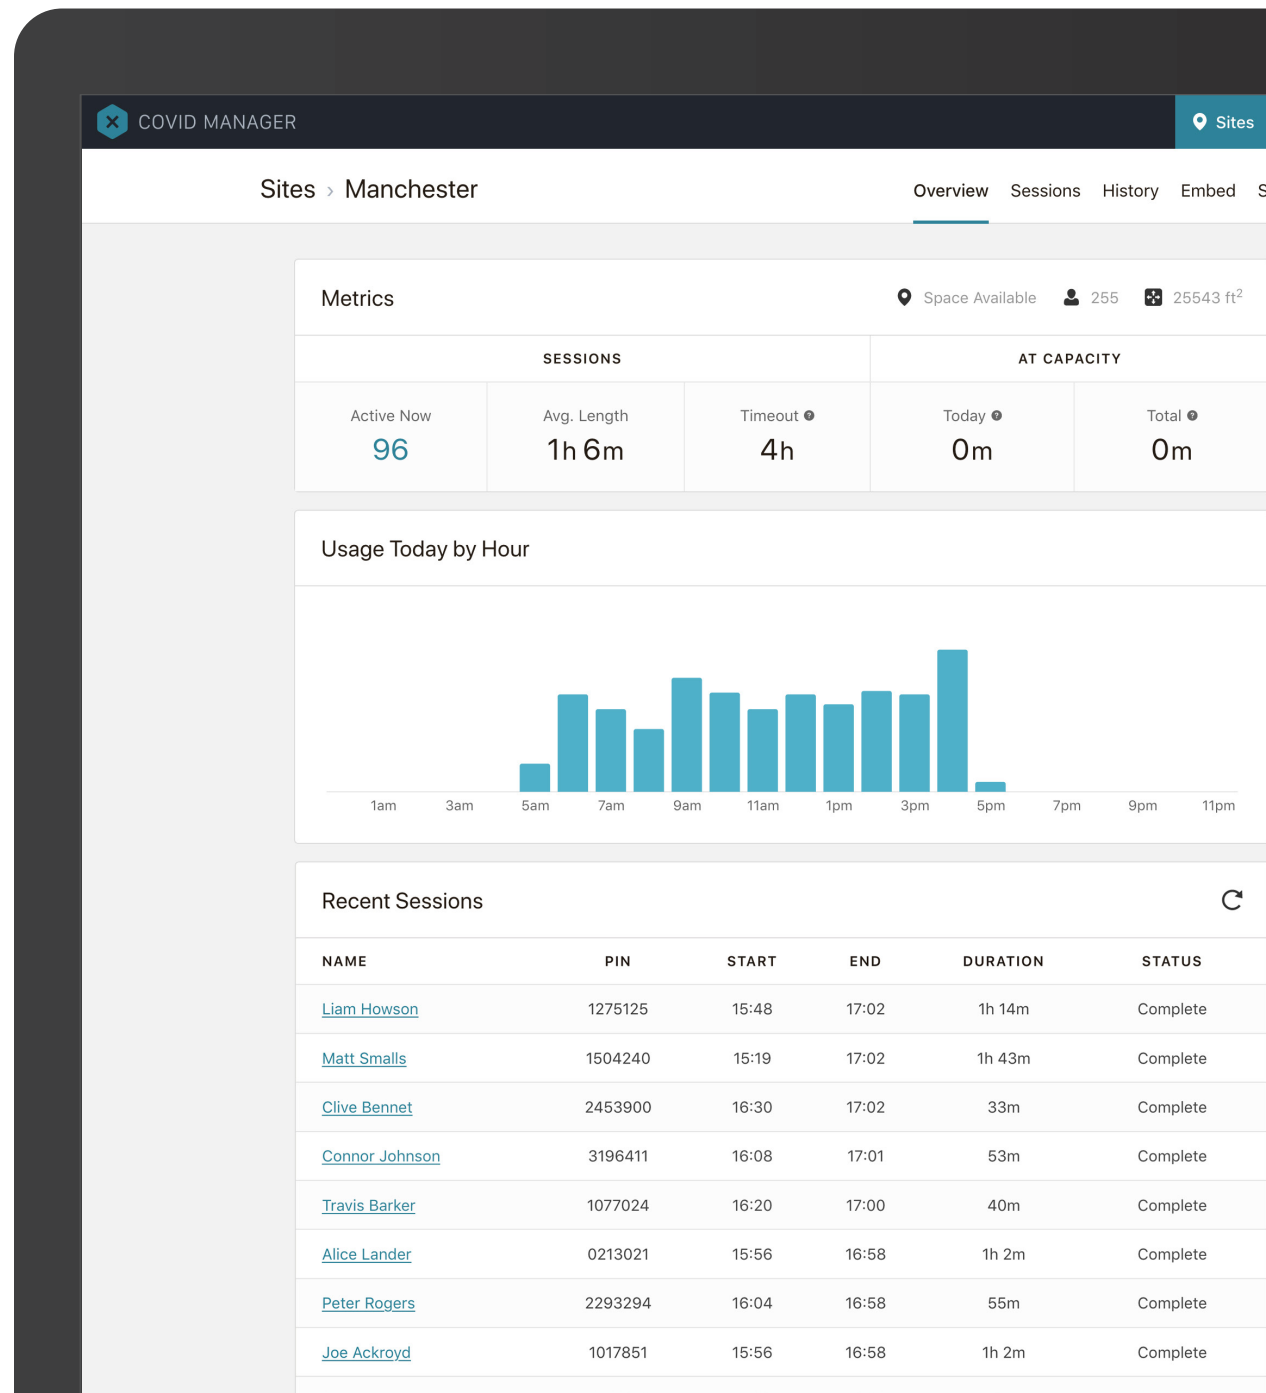 COVID MANAGER
Sites
Sites › Manchester
Overview Sessions History Embed S
Metrics
Space Available 255 25543 ft²
SESSIONS AT CAPACITY
Active Now Avg. Length Timeout ? Today ? Total ?
96 1h 6m 4h 0m 0m
Usage Today by Hour
1am 3am 5am 7am 9am 11am 1pm 3pm 5pm 7pm 9pm 11pm
Recent Sessions
NAME PIN START END DURATION STATUS
Liam Howson 1275125 15:48 17:02 1h 14m Complete
Matt Smalls 1504240 15:19 17:02 1h 43m Complete
Clive Bennet 2453900 16:30 17:02 33m Complete
Connor Johnson 3196411 16:08 17:01 53m Complete
Travis Barker 1077024 16:20 17:00 40m Complete
Alice Lander 0213021 15:56 16:58 1h 2m Complete
Peter Rogers 2293294 16:04 16:58 55m Complete
Joe Ackroyd 1017851 15:56 16:58 1h 2m Complete